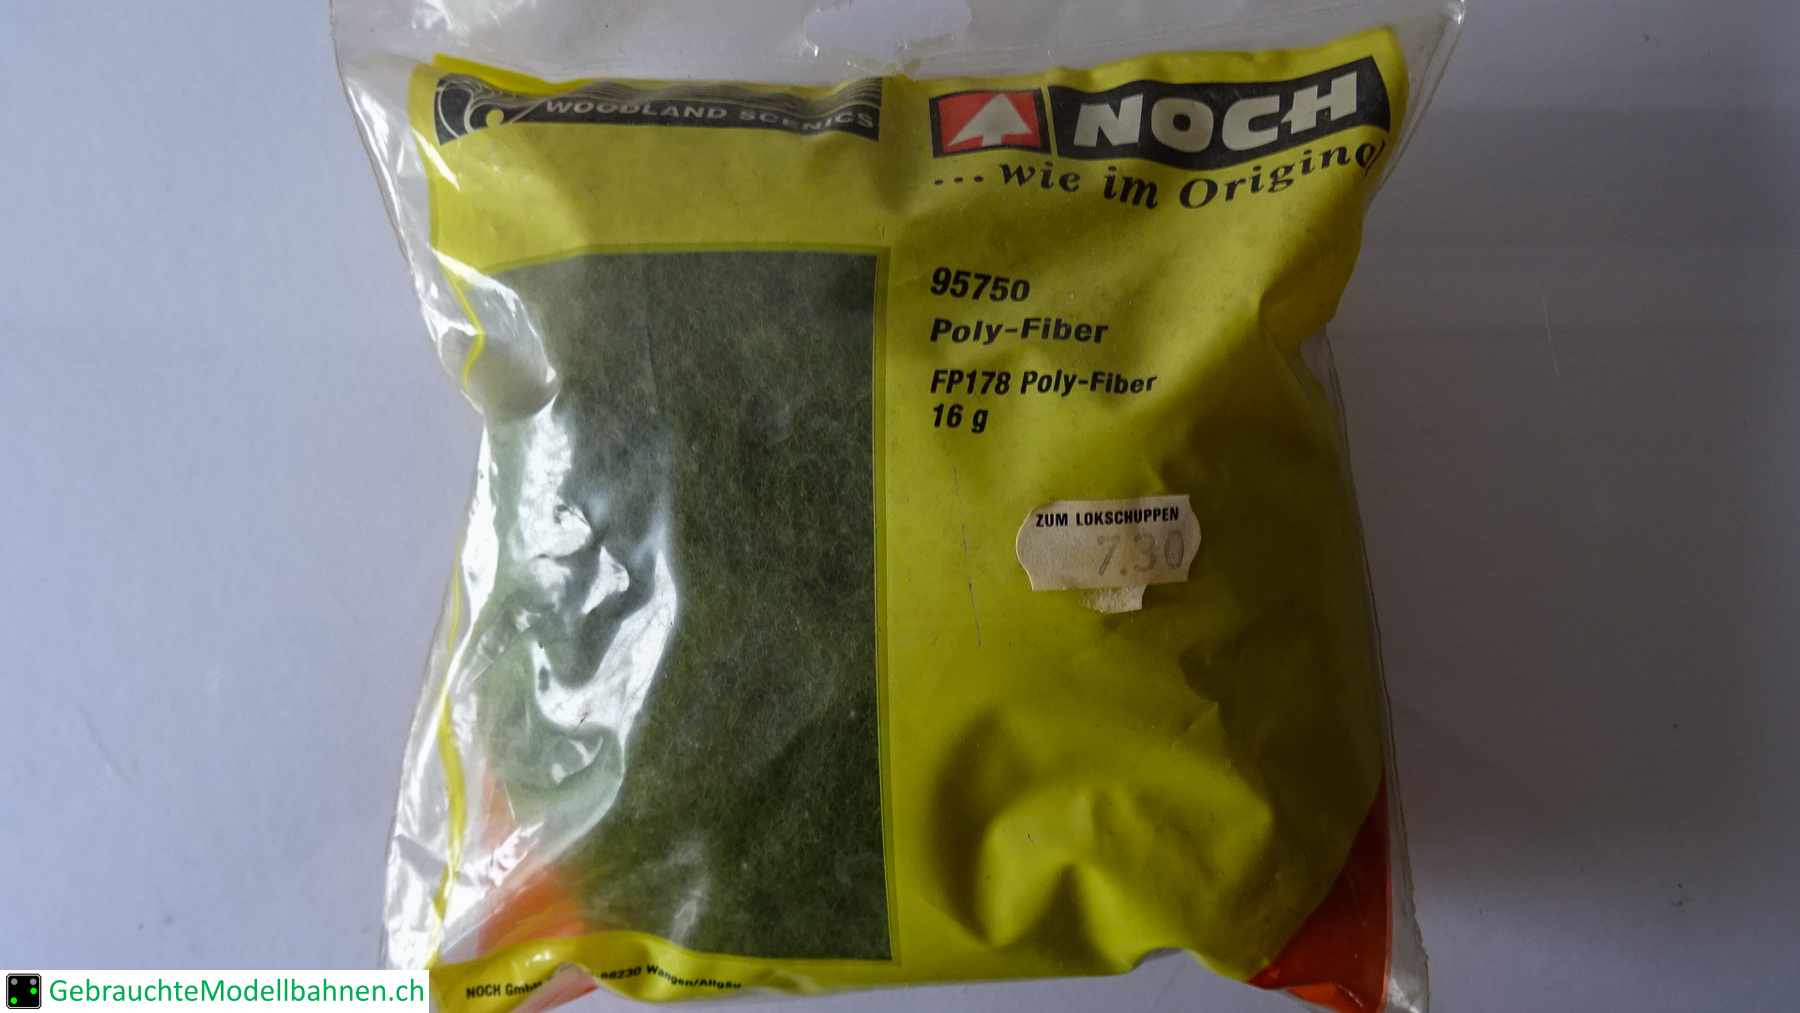 WOODLAND SCENICS
NOCH
... wie im Original
95750
Poly-Fiber
FP178 Poly-Fiber
16 g
ZUM LOKSCHUPPEN
7.30
NOCH GmbH 98230 Wangen/Allgäu
GebrauchteModellbahnen.ch